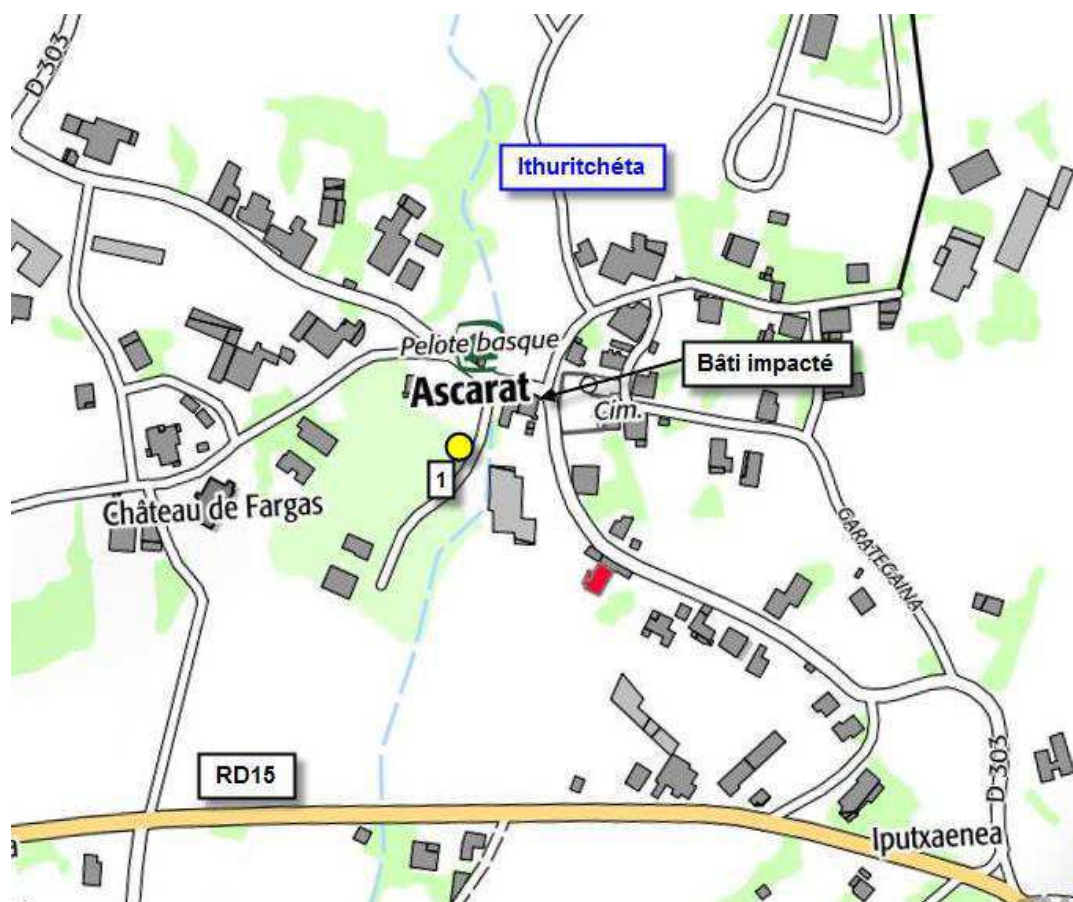 D 303
Ithuritchéta
Pelote basque
Bâti impacté
Ascarat
Cim.
1
Château de Fargas
GARATEGAINA
RD15
D 303
Iputxaenea
a